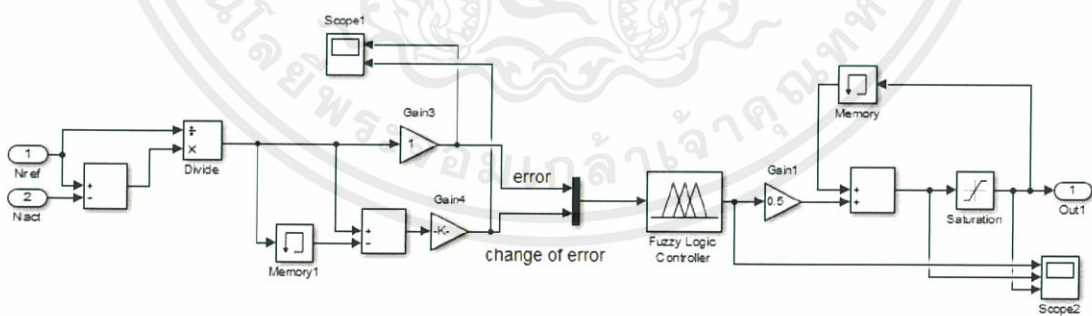 Scope1
Gain3
1
÷
×
Divide
1
Nref
2
Nact
+
-
Memory1
+
-
Gain4
-K-
error
change of error
Fuzzy Logic
Controller
Gain1
0.5
Memory
+
+
Saturation
1
Out1
Scope2